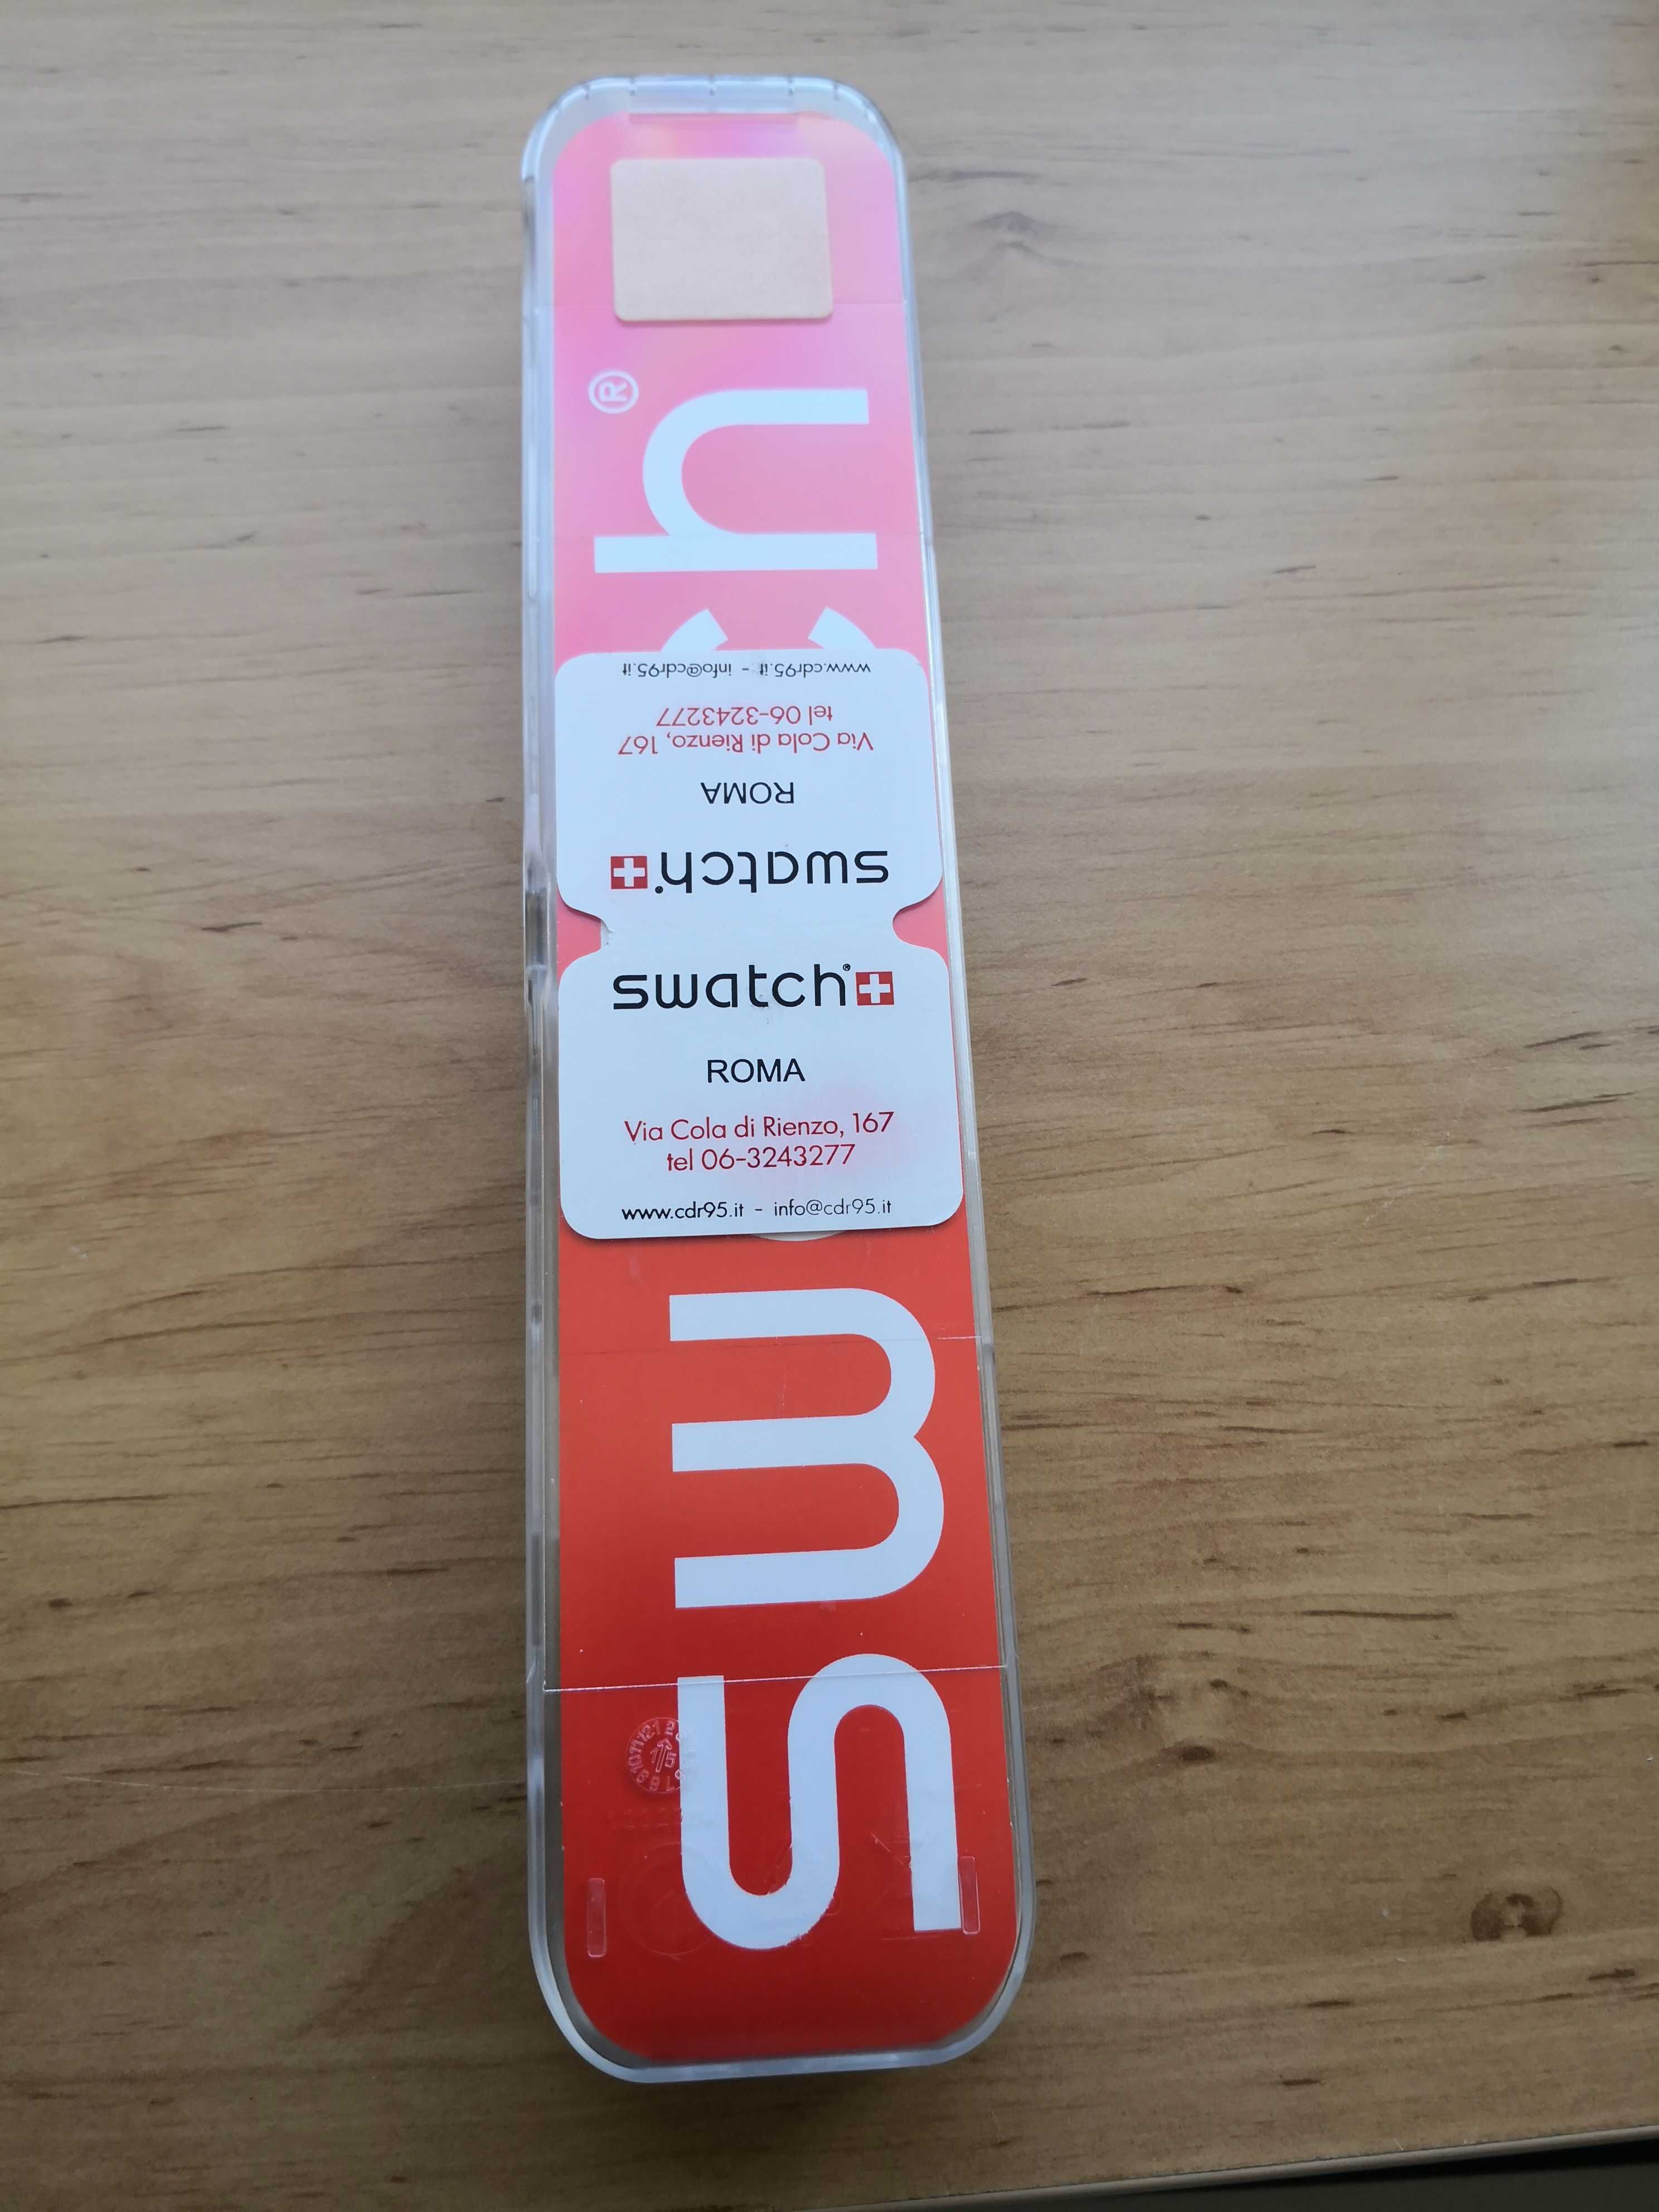 swatch®
www.cdr95.it - info@cdr95.it
tel 06-3243277
Via Cola di Rienzo, 167
ROMA
swatch®
swatch®
ROMA
Via Cola di Rienzo, 167
tel 06-3243277
www.cdr95.it - info@cdr95.it